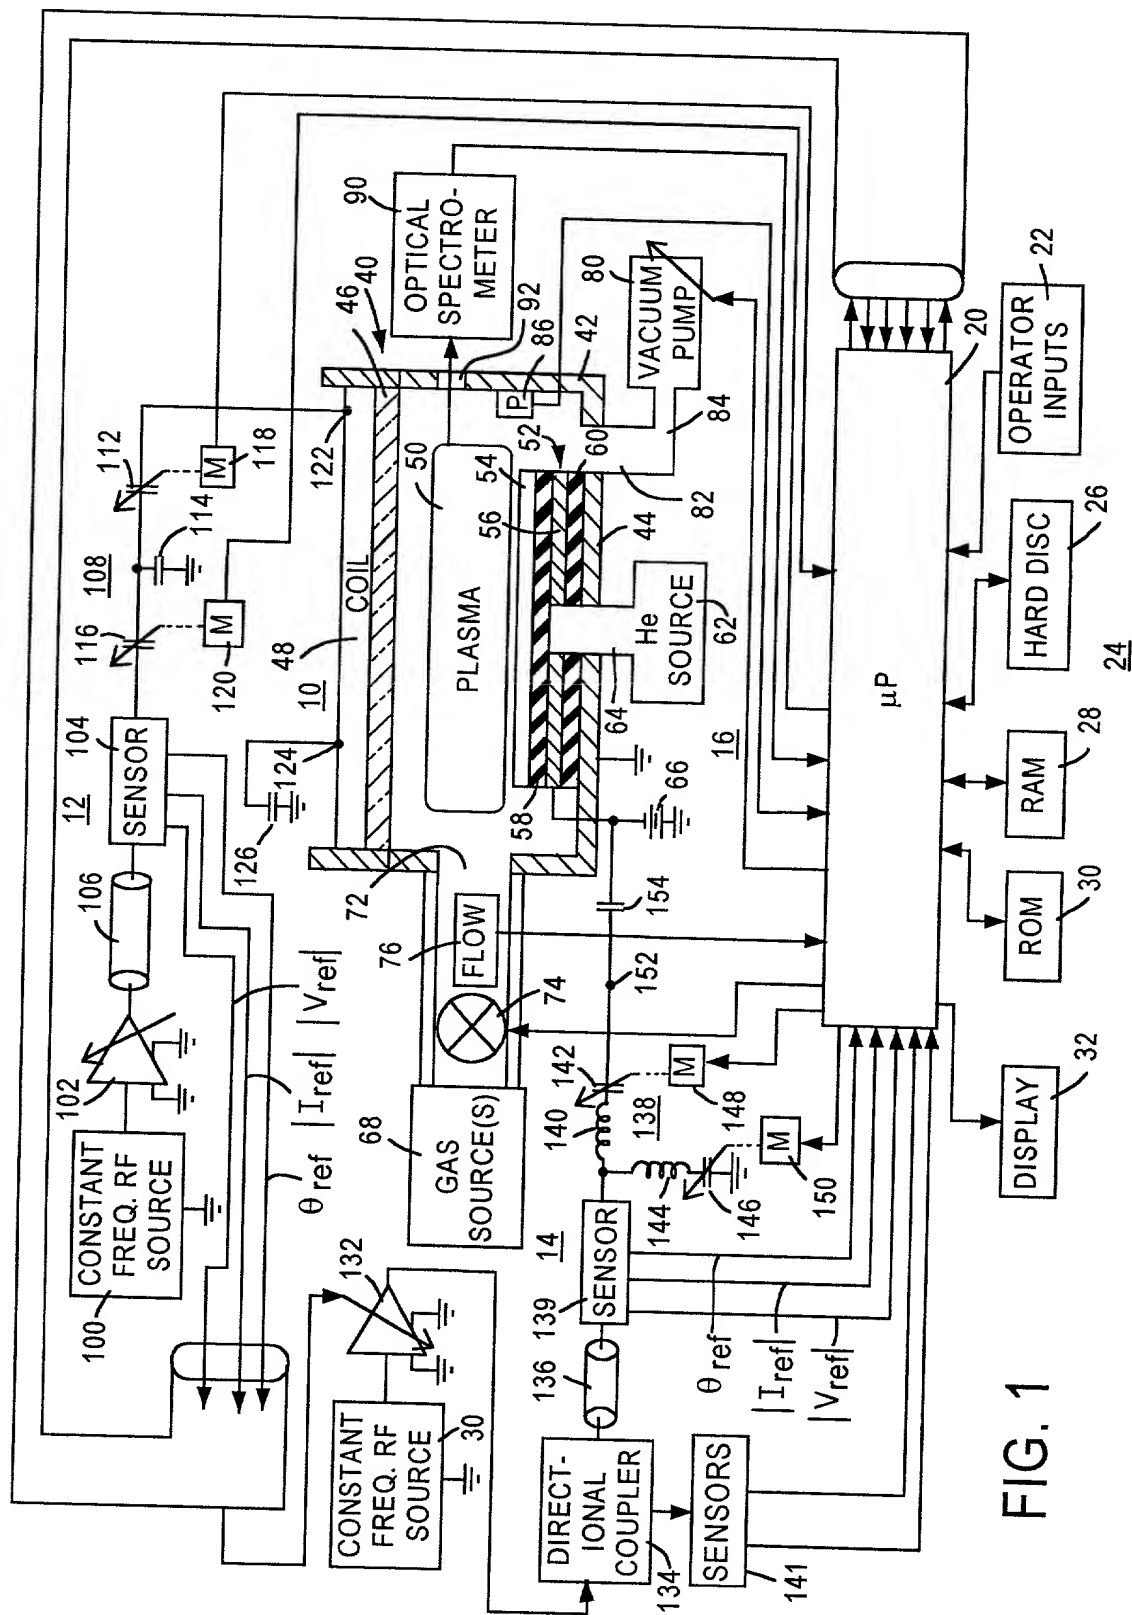 100
CONSTANT
FREQ. RF
SOURCE
102
106
12
104
SENSOR
116
108
112
114
M
118
M
120
|Vref|
|Iref|
θref
126
124
10
48
COIL
122
46
40
90
OPTICAL
SPECTRO-
METER
92
86
P
42
50
PLASMA
52
54
56
60
58
44
82
84
80
VACUUM
PUMP
He
SOURCE
62
64
66
16
72
76
FLOW
74
68
GAS
SOURCE(S)
132
CONSTANT
FREQ. RF
SOURCE
30
DIRECT-
IONAL
COUPLER
134
136
139
SENSOR
14
140
142
138
144
146
M
148
M
150
152
154
SENSORS
141
θref
|Iref|
|Vref|
μP
20
OPERATOR
INPUTS
22
HARD DISC
26
24
RAM
28
ROM
30
DISPLAY
32
FIG. 1